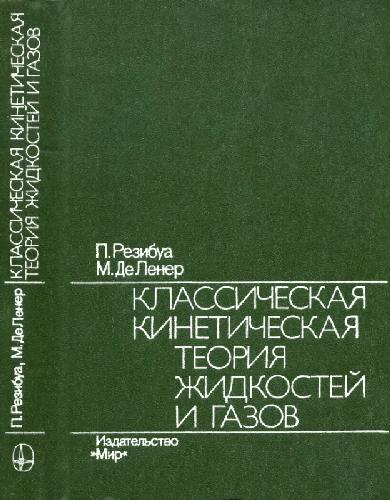 КЛАССИЧЕСКАЯ КИНЕТИЧЕСКАЯ
ТЕОРИЯ ЖИДКОСТЕЙ И ГАЗОВ
П. Резибуа, М. Де Ленер
П. Резибуа
М. Де Ленер
КЛАССИЧЕСКАЯ
КИНЕТИЧЕСКАЯ
ТЕОРИЯ
ЖИДКОСТЕЙ
И ГАЗОВ
Издательство
»Мир«